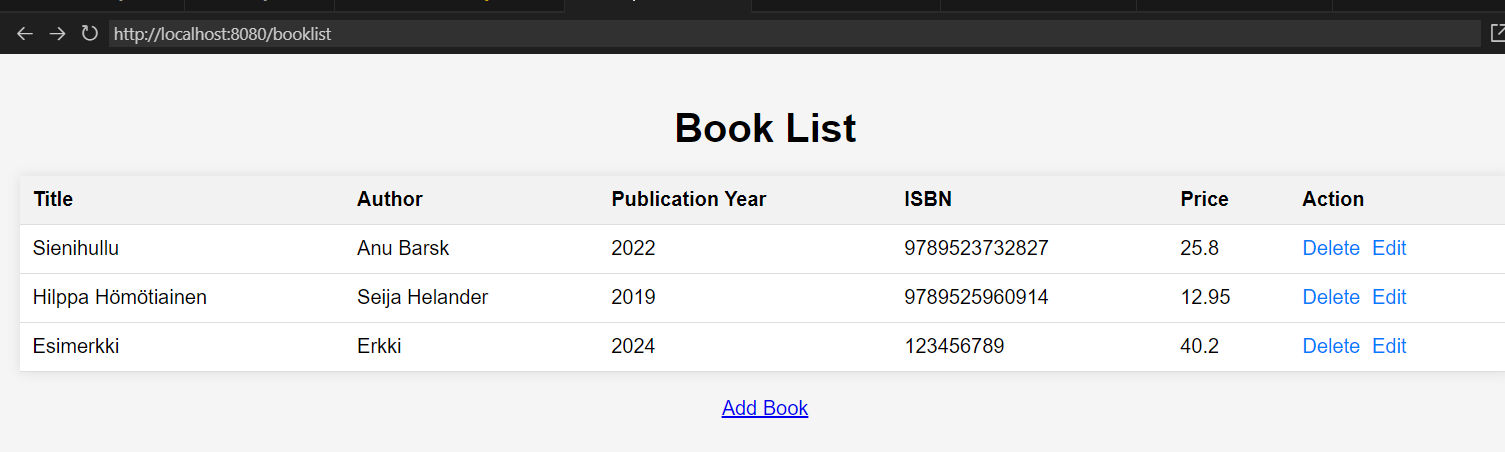 http://localhost:8080/booklist
Book List
Title Author Publication Year ISBN Price Action
Sienihullu Anu Barsk 2022 9789523732827 25.8 Delete Edit
Hilppa Hömötiainen Seija Helander 2019 9789525960914 12.95 Delete Edit
Esimerkki Erkki 2024 123456789 40.2 Delete Edit
Add Book